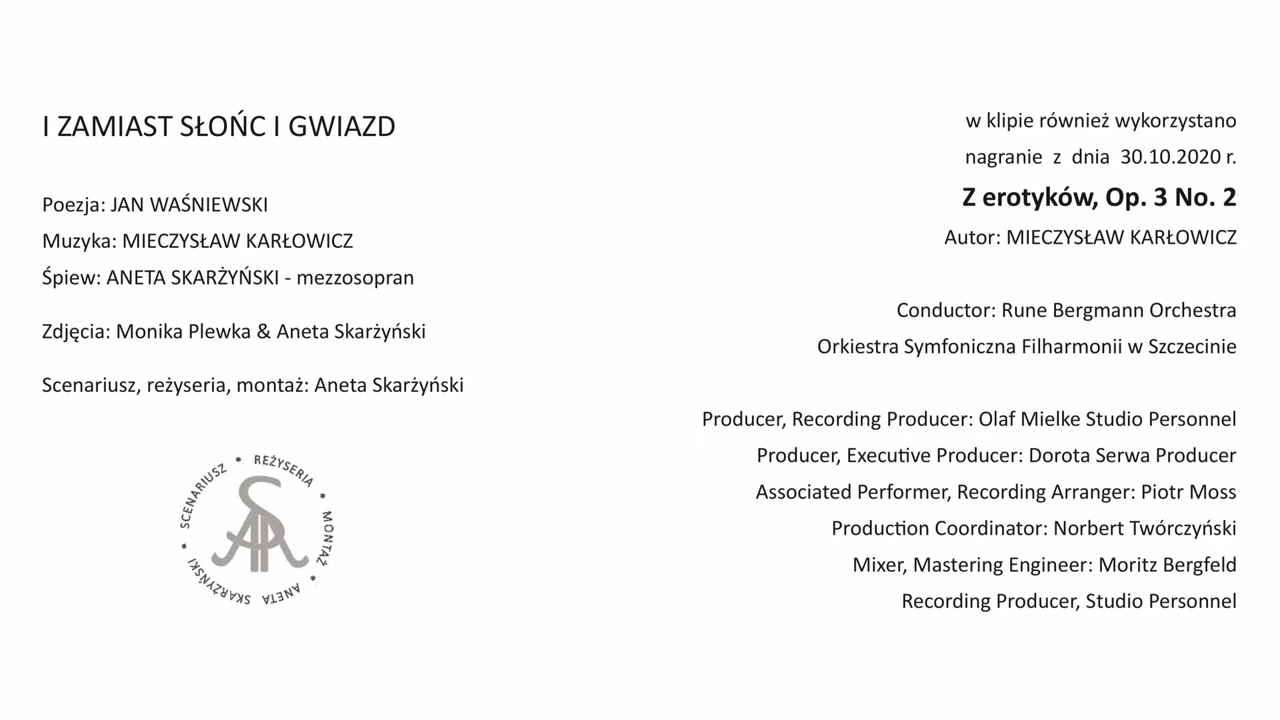 I ZAMIAST SŁOŃC I GWIAZD
Poezja: JAN WAŚNIEWSKI
Muzyka: MIECZYSŁAW KARŁOWICZ
Śpiew: ANETA SKARŻYŃSKI - mezzosopran
Zdjęcia: Monika Plewka & Aneta Skarżyński
Scenariusz, reżyseria, montaż: Aneta Skarżyński
SCENARIUSZ * REŻYSERIA * MONTAŻ * ANETA SKARŻYŃSKI *
w klipie również wykorzystano
nagranie z dnia 30.10.2020 r.
Z erotyków, Op. 3 No. 2
Autor: MIECZYSŁAW KARŁOWICZ
Conductor: Rune Bergmann Orchestra
Orkiestra Symfoniczna Filharmonii w Szczecinie
Producer, Recording Producer: Olaf Mielke Studio Personnel
Producer, Executive Producer: Dorota Serwa Producer
Associated Performer, Recording Arranger: Piotr Moss
Production Coordinator: Norbert Twórczyński
Mixer, Mastering Engineer: Moritz Bergfeld
Recording Producer, Studio Personnel